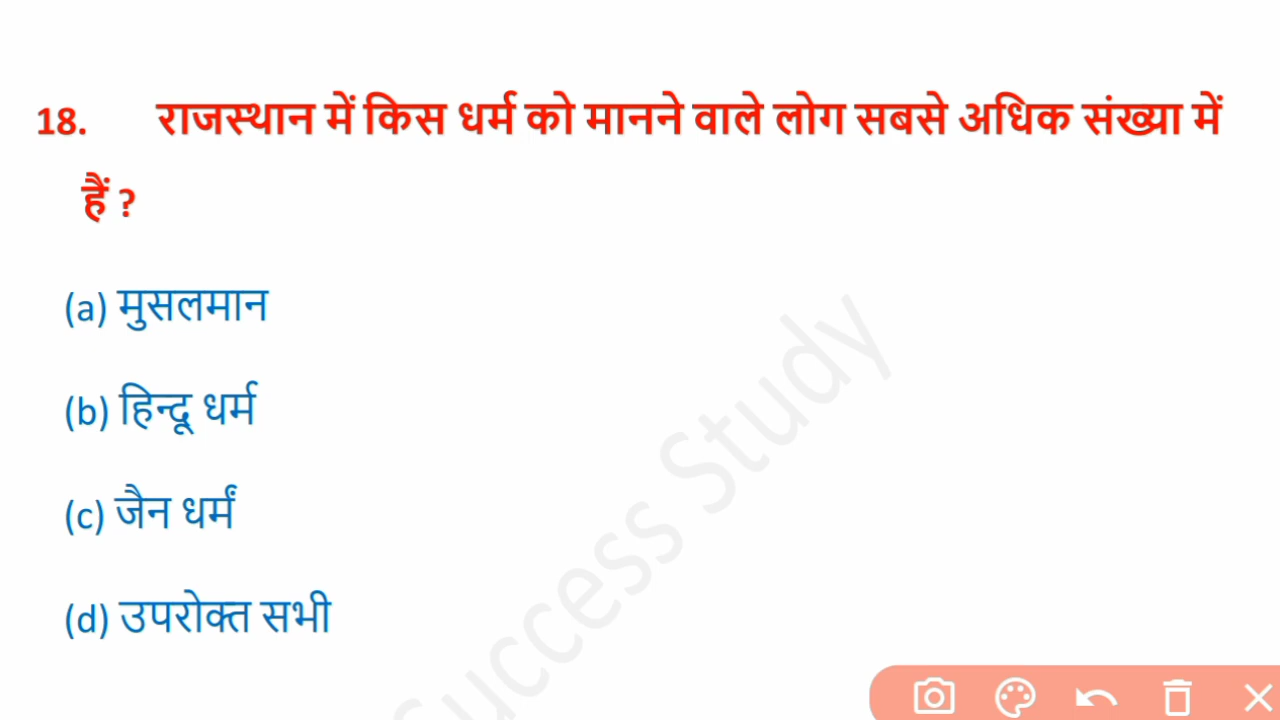 18. राजस्थान में किस धर्म को मानने वाले लोग सबसे अधिक संख्या में
हैं ?
(a) मुसलमान
(b) हिन्दू धर्म
(c) जैन धर्मं
(d) उपरोक्त सभी
Success Study